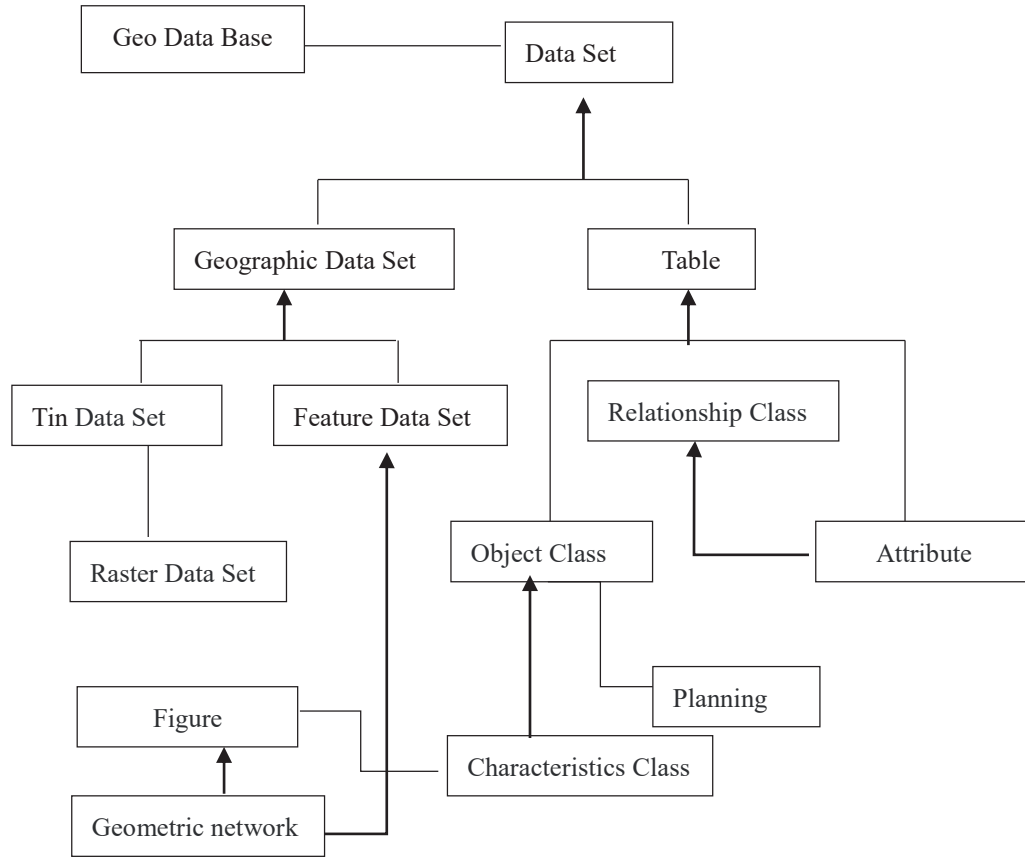 Geo Data Base
Data Set
Geographic Data Set
Table
Tin Data Set
Feature Data Set
Relationship Class
Object Class
Attribute
Raster Data Set
Planning
Figure
Characteristics Class
Geometric network